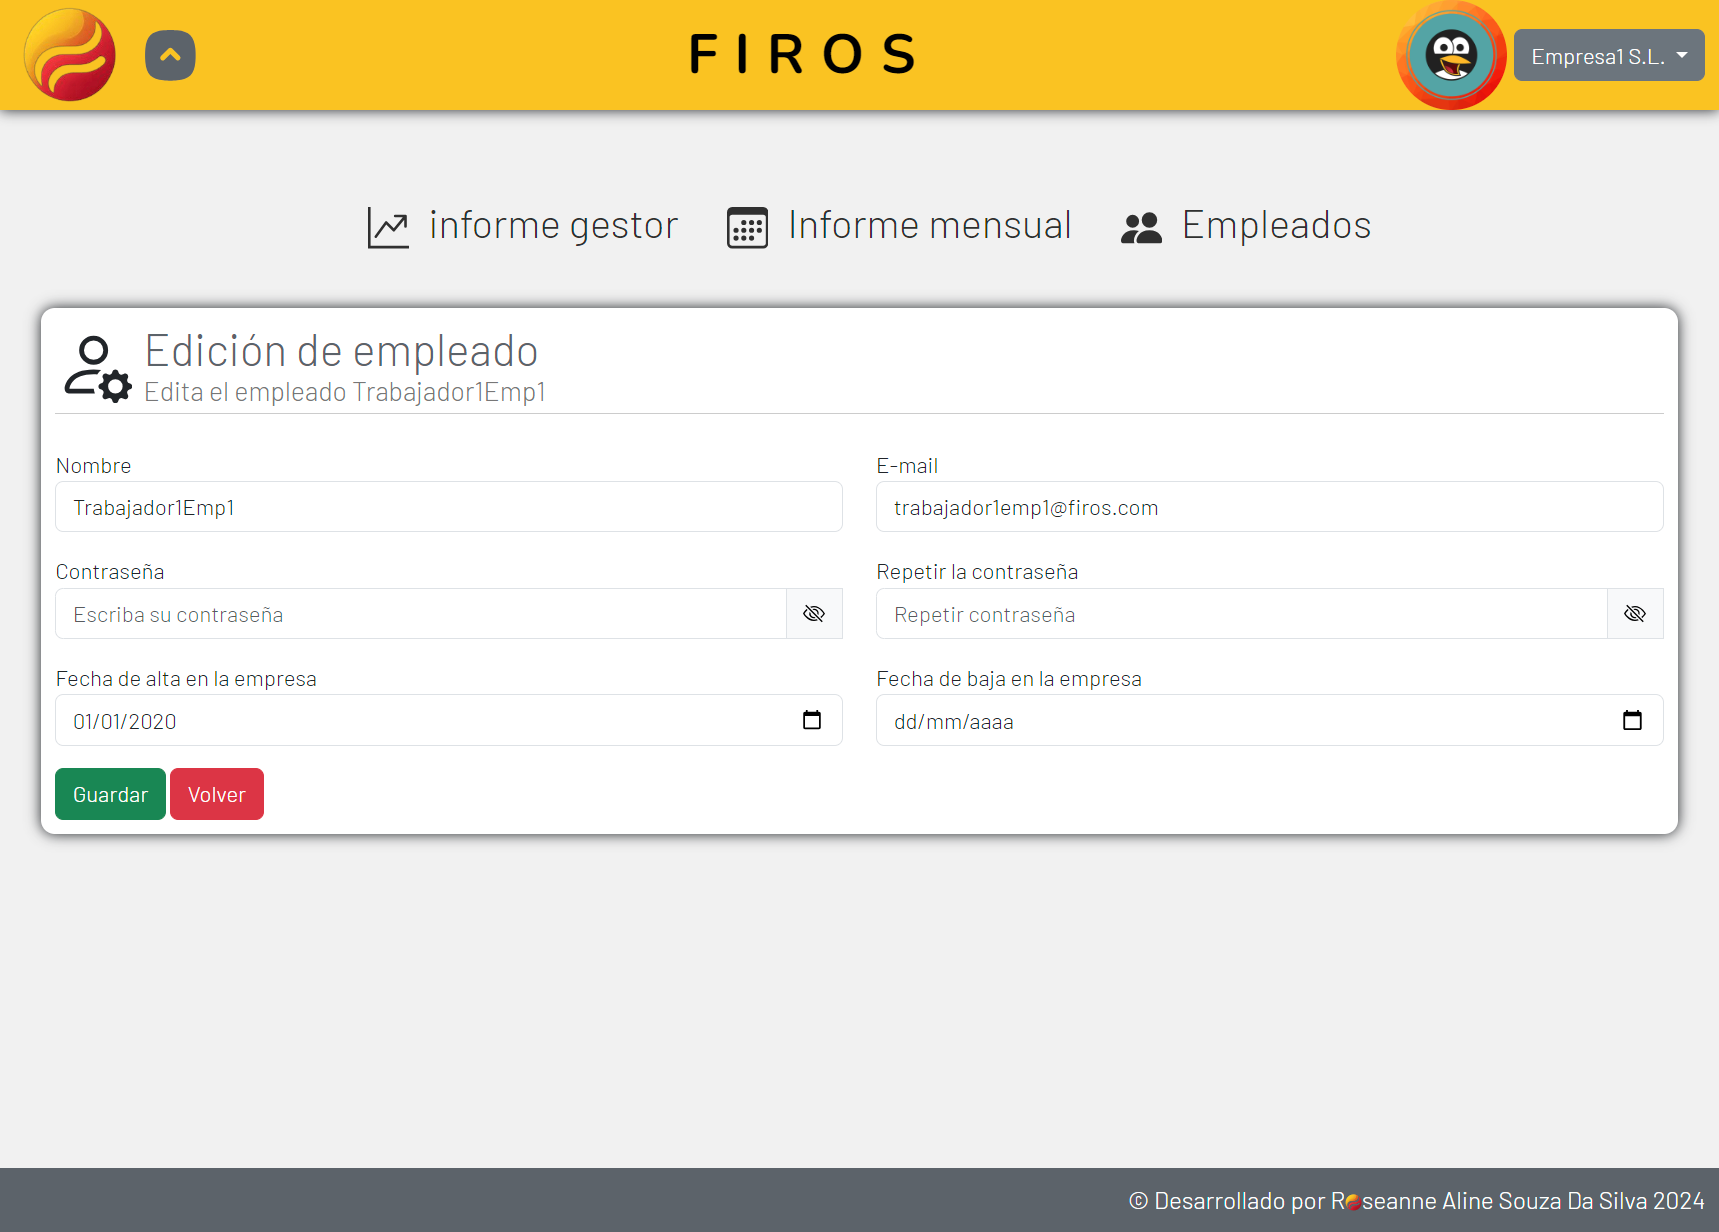 FIROS
Empresa1 S.L.
informe gestor
Informe mensual
Empleados
Edición de empleado
Edita el empleado Trabajador1Emp1
Nombre
E-mail
Trabajador1Emp1
trabajador1emp1@firos.com
Contraseña
Repetir la contraseña
Escriba su contraseña
Repetir contraseña
Fecha de alta en la empresa
Fecha de baja en la empresa
01/01/2020
dd/mm/aaaa
Guardar
Volver
© Desarrollado por Roseanne Aline Souza Da Silva 2024